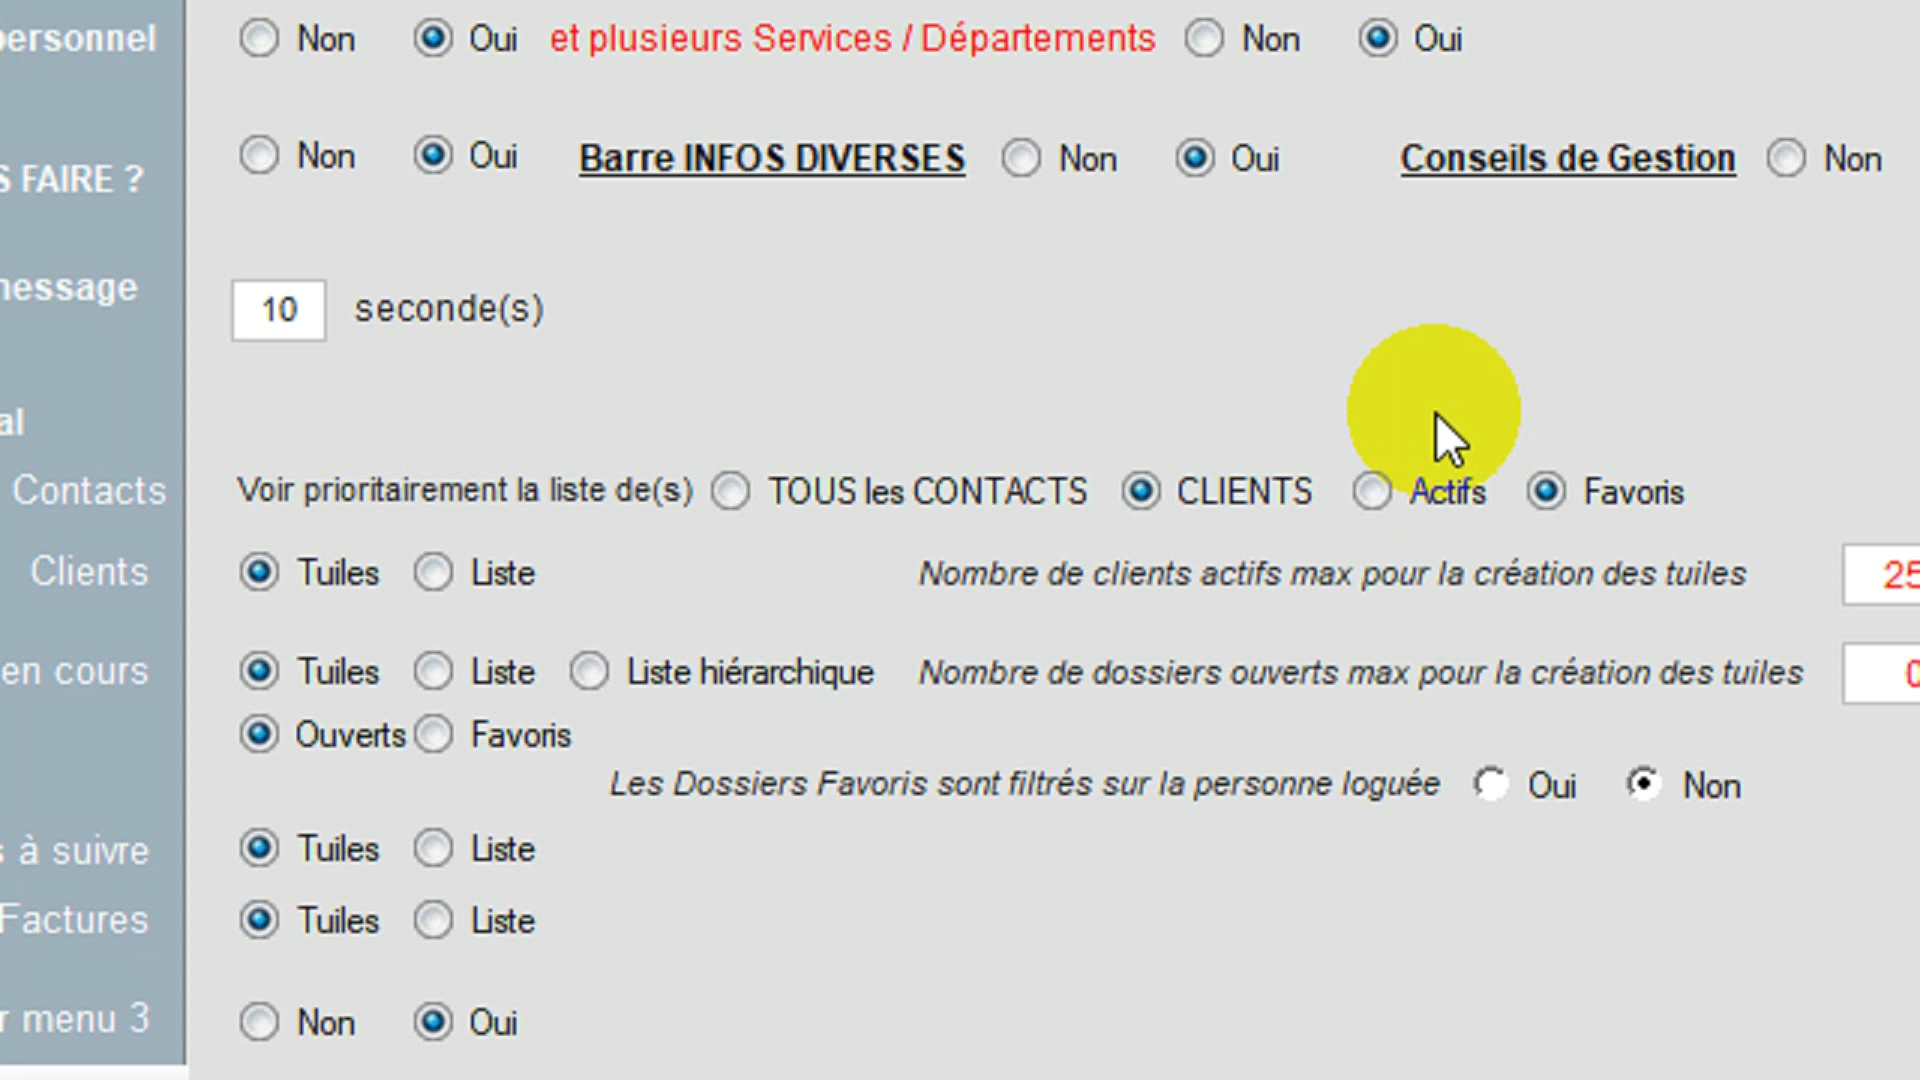 personnel Non Oui et plusieurs Services / Départements Non Oui
Non Oui Barre INFOS DIVERSES Non Oui Conseils de Gestion Non
S FAIRE ?
message
10 seconde(s)
al
Contacts Voir prioritairement la liste de(s) TOUS les CONTACTS CLIENTS Actifs Favoris
Clients Tuiles Liste Nombre de clients actifs max pour la création des tuiles 25
en cours Tuiles Liste Liste hiérarchique Nombre de dossiers ouverts max pour la création des tuiles 0
Ouverts Favoris
Les Dossiers Favoris sont filtrés sur la personne loguée Oui Non
s à suivre Tuiles Liste
Factures Tuiles Liste
r menu 3 Non Oui